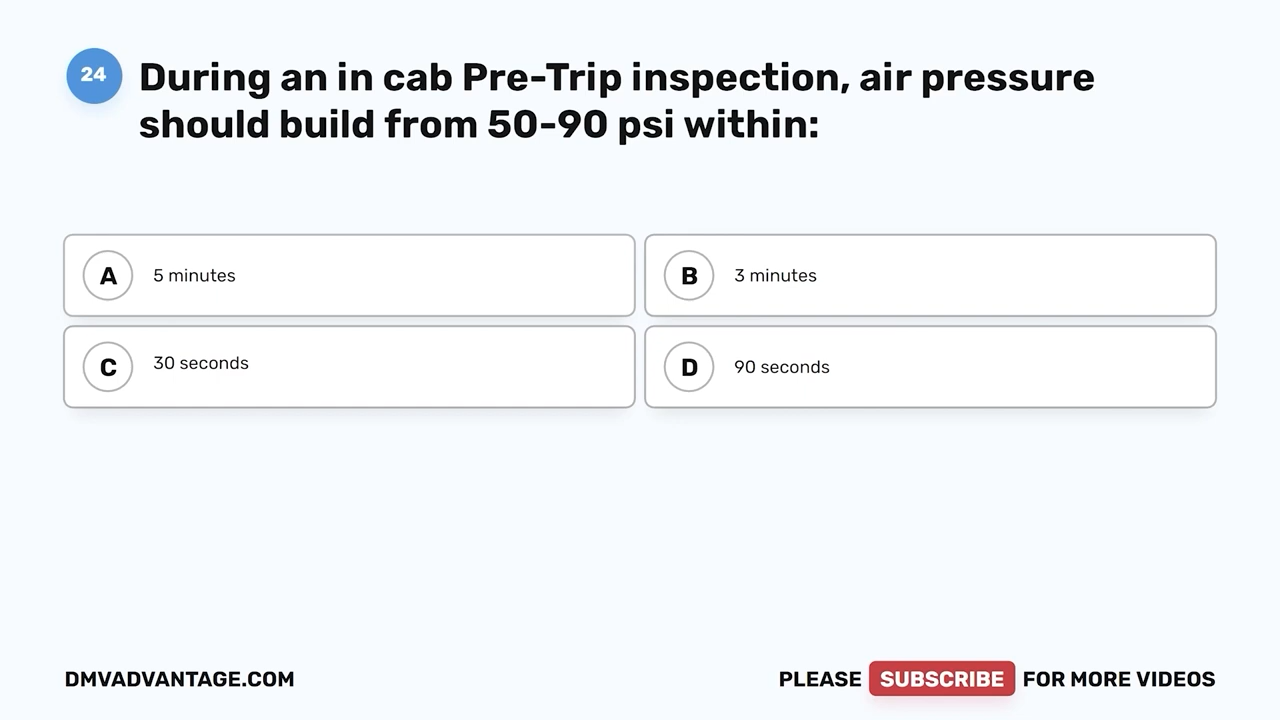 24
During an in cab Pre-Trip inspection, air pressure
should build from 50-90 psi within:
A 5 minutes
B 3 minutes
C 30 seconds
D 90 seconds
DMVADVANTAGE.COM
PLEASE SUBSCRIBE FOR MORE VIDEOS